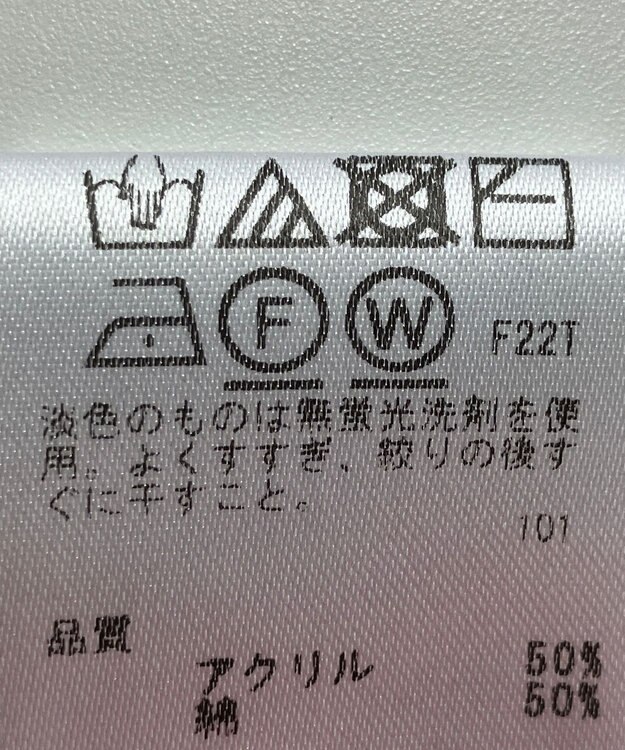 F W F22T
淡色のものは無蛍光洗剤を使
用。よくすすぎ、絞りの後す
ぐに干すこと。
101
品質
アクリル 50%
綿 50%